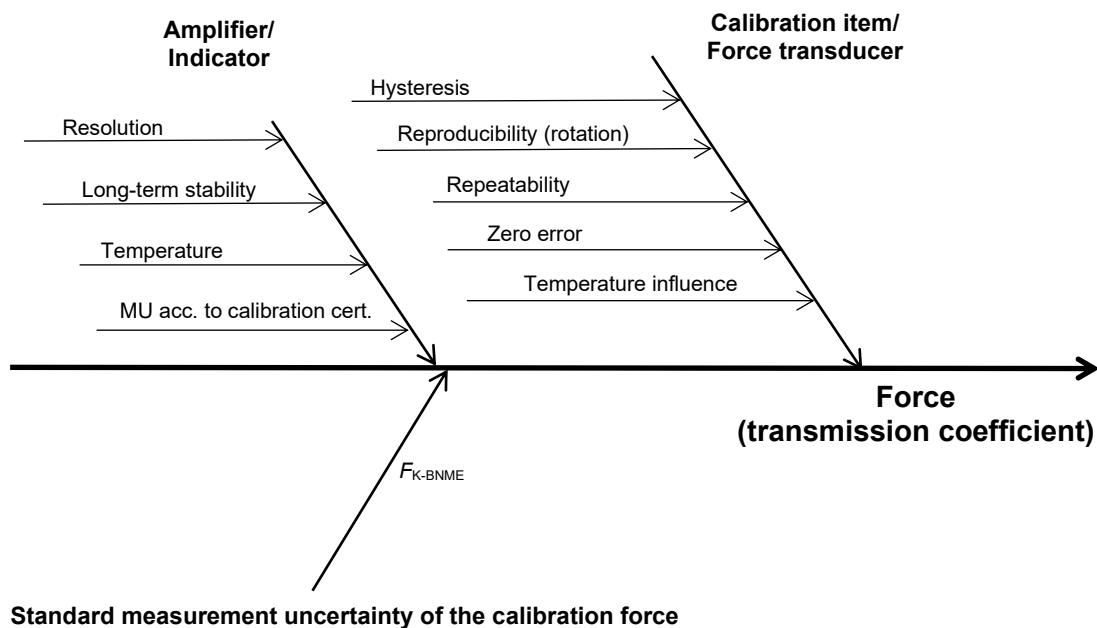 Amplifier/
Indicator
Calibration item/
Force transducer
Hysteresis
Resolution
Reproducibility (rotation)
Long-term stability
Repeatability
Temperature
Zero error
Temperature influence
MU acc. to calibration cert.
Force
(transmission coefficient)
FK-BNME
Standard measurement uncertainty of the calibration force